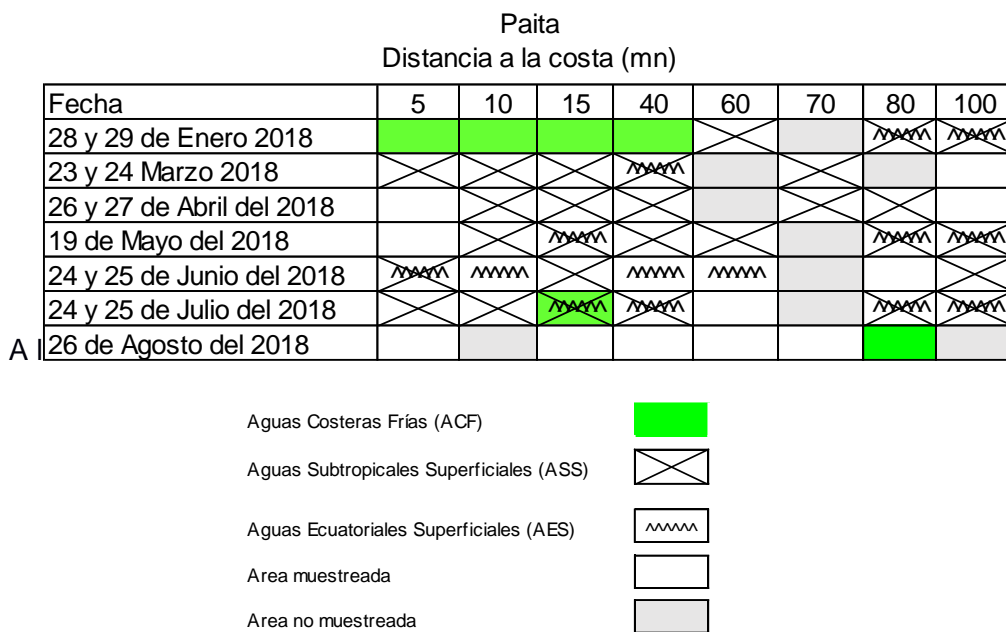 Paita
Distancia a la costa (mn)
Fecha 5 10 15 40 60 70 80 100
28 y 29 de Enero 2018
23 y 24 Marzo 2018
26 y 27 de Abril del 2018
19 de Mayo del 2018
24 y 25 de Junio del 2018
24 y 25 de Julio del 2018
A l 26 de Agosto del 2018
Aguas Costeras Frías (ACF)
Aguas Subtropicales Superficiales (ASS)
Aguas Ecuatoriales Superficiales (AES)
Area muestreada
Area no muestreada